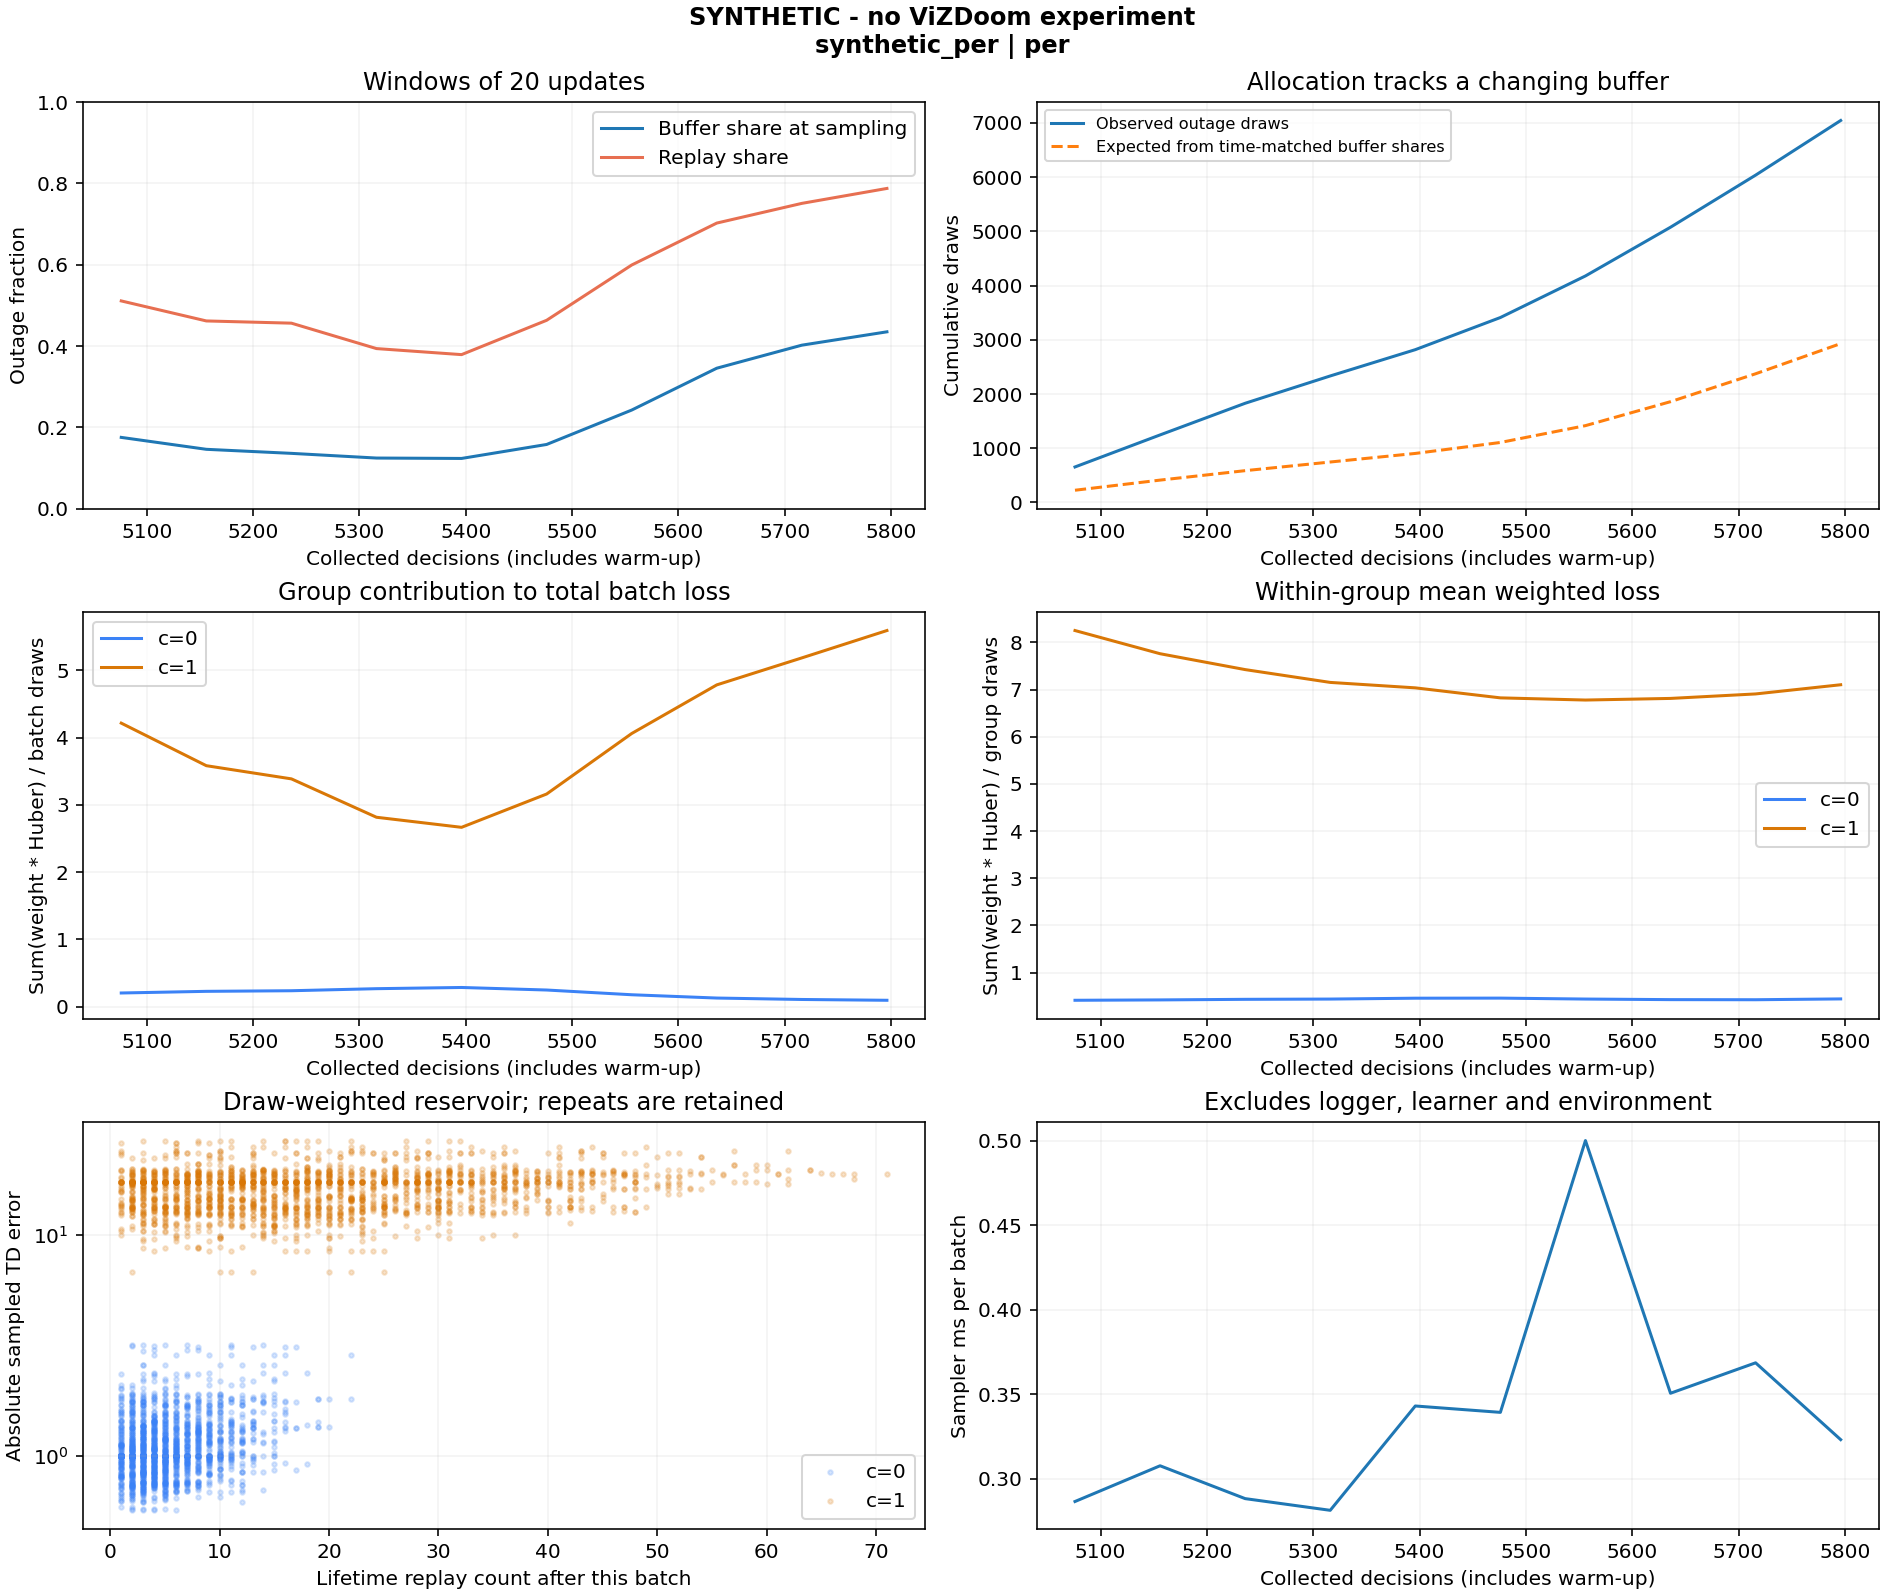 SYNTHETIC - no ViZDoom experiment
synthetic_per | per
Windows of 20 updates
Outage fraction
1.0
0.8
0.6
0.4
0.2
0.0
Buffer share at sampling
Replay share
5100 5200 5300 5400 5500 5600 5700 5800
Collected decisions (includes warm-up)
Allocation tracks a changing buffer
Cumulative draws
7000
6000
5000
4000
3000
2000
1000
0
Observed outage draws
Expected from time-matched buffer shares
5100 5200 5300 5400 5500 5600 5700 5800
Collected decisions (includes warm-up)
Group contribution to total batch loss
Sum(weight * Huber) / batch draws
5
4
3
2
1
0
c=0
c=1
5100 5200 5300 5400 5500 5600 5700 5800
Collected decisions (includes warm-up)
Within-group mean weighted loss
Sum(weight * Huber) / group draws
8
7
6
5
4
3
2
1
c=0
c=1
5100 5200 5300 5400 5500 5600 5700 5800
Collected decisions (includes warm-up)
Draw-weighted reservoir; repeats are retained
Absolute sampled TD error
10¹
10⁰
c=0
c=1
0 10 20 30 40 50 60 70
Lifetime replay count after this batch
Excludes logger, learner and environment
Sampler ms per batch
0.50
0.45
0.40
0.35
0.30
5100 5200 5300 5400 5500 5600 5700 5800
Collected decisions (includes warm-up)